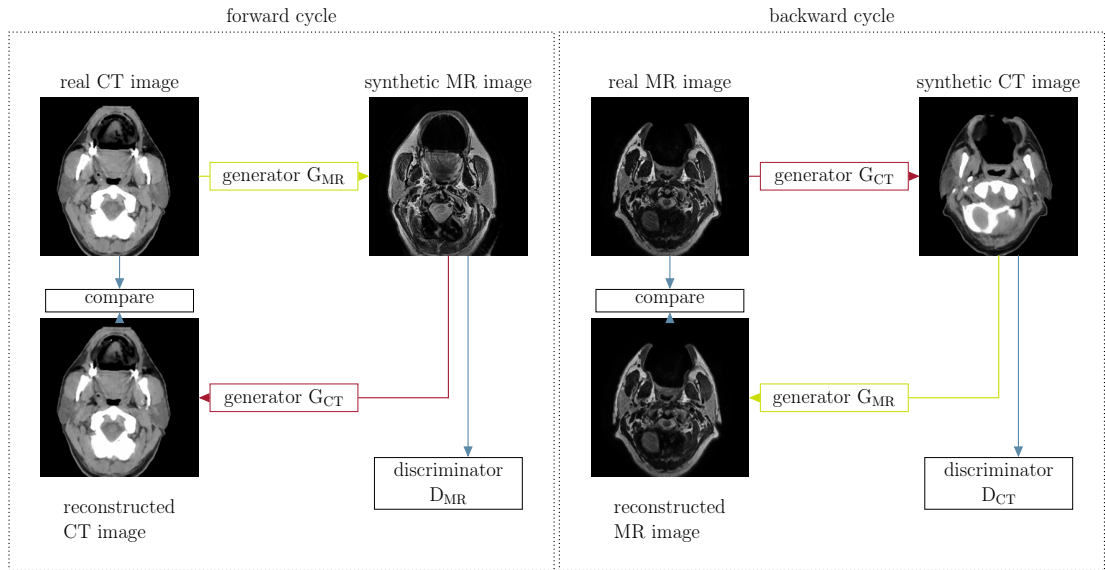 forward cycle
backward cycle
real CT image
synthetic MR image
real MR image
synthetic CT image
generator G_MR
generator G_CT
compare
compare
generator G_CT
generator G_MR
discriminator
D_MR
discriminator
D_CT
reconstructed
CT image
reconstructed
MR image